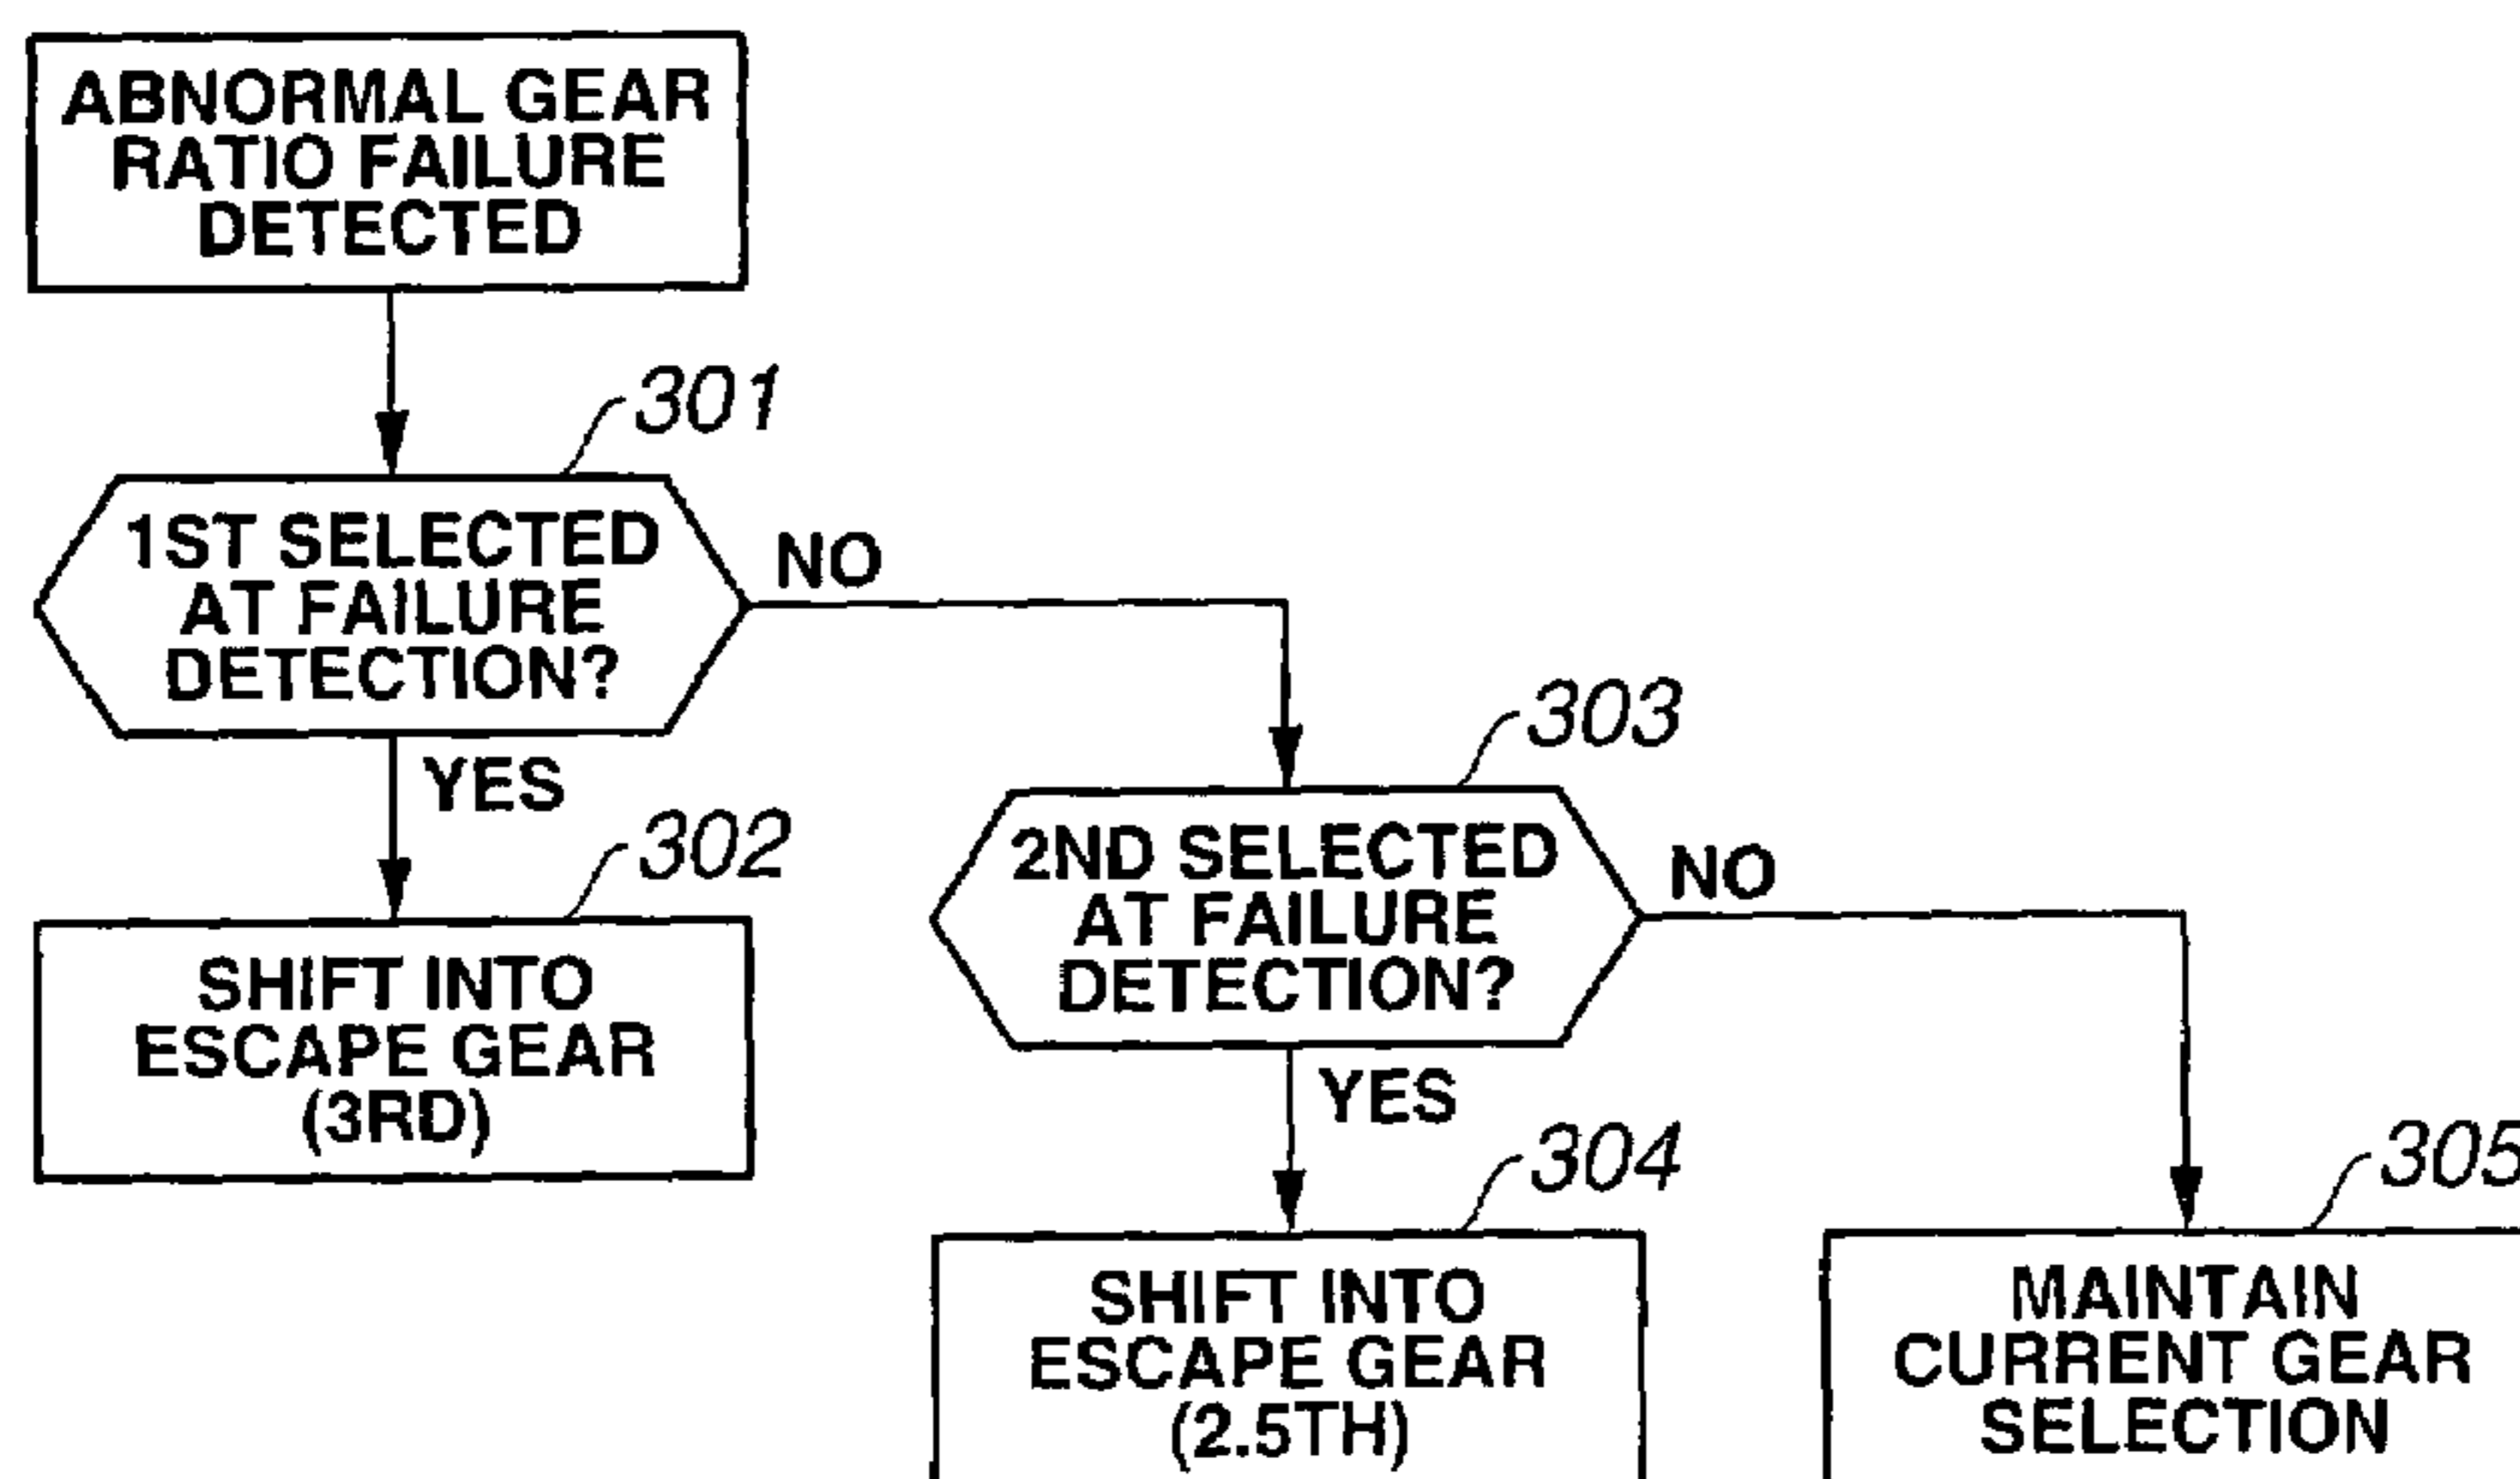 ABNORMAL GEAR
RATIO FAILURE
DETECTED
301
1ST SELECTED
AT FAILURE
DETECTION?
NO
YES
302
SHIFT INTO
ESCAPE GEAR
(3RD)
303
2ND SELECTED
AT FAILURE
DETECTION?
NO
YES
304
SHIFT INTO
ESCAPE GEAR
(2.5TH)
305
MAINTAIN
CURRENT GEAR
SELECTION